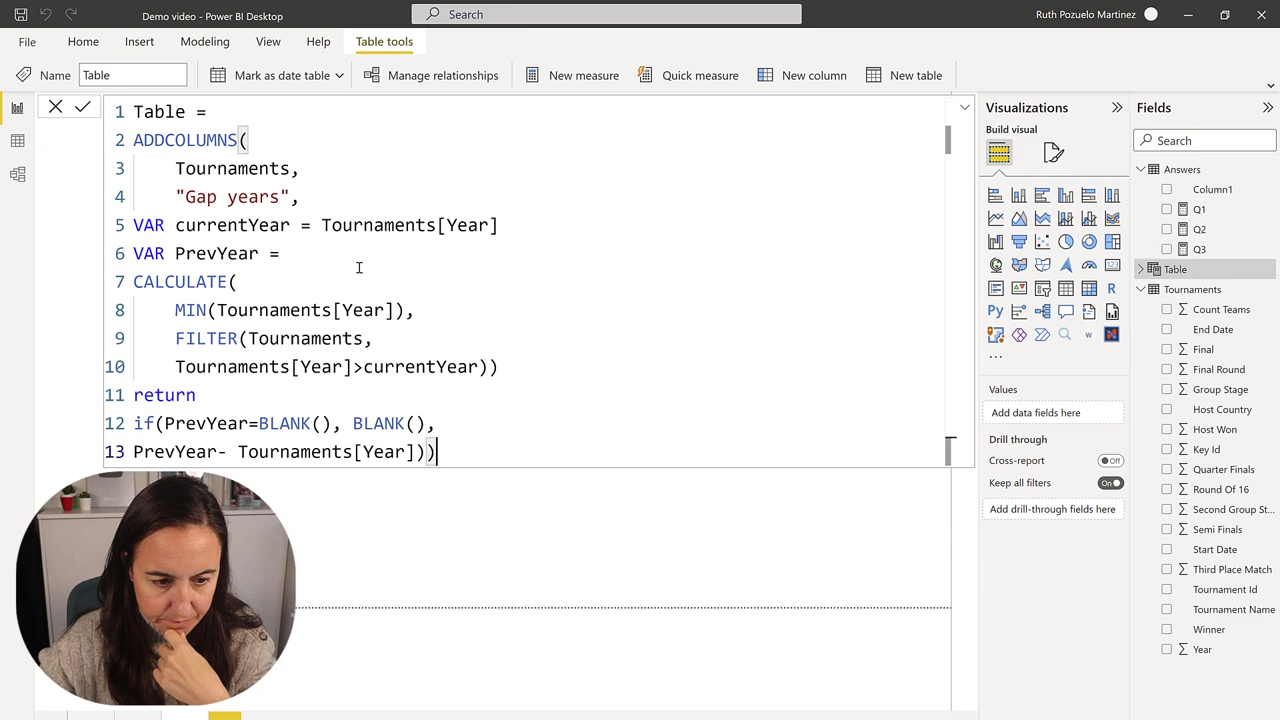 Demo video - Power BI Desktop
Search
Ruth Pozuelo Martinez
File
Home
Insert
Modeling
View
Help
Table tools
Name
Table
Mark as date table
Manage relationships
New measure
Quick measure
New column
New table
1 Table =
2 ADDCOLUMNS(
3 Tournaments,
4 "Gap years",
5 VAR currentYear = Tournaments[Year]
6 VAR PrevYear =
7 CALCULATE(
8 MIN(Tournaments[Year]),
9 FILTER(Tournaments,
10 Tournaments[Year]>currentYear))
11 return
12 if(PrevYear=BLANK(), BLANK(),
13 PrevYear- Tournaments[Year]))
Visualizations
Build visual
R
Py
...
Values
Add data fields here
Drill through
Cross-report
Off
Keep all filters
On
Add drill-through fields here
Fields
Search
Answers
Column1
Q1
Q2
Q3
Table
Tournaments
Count Teams
End Date
Final
Final Round
Group Stage
Host Country
Host Won
Key Id
Quarter Finals
Round Of 16
Second Group St...
Semi Finals
Start Date
Third Place Match
Tournament Id
Tournament Name
Winner
Year